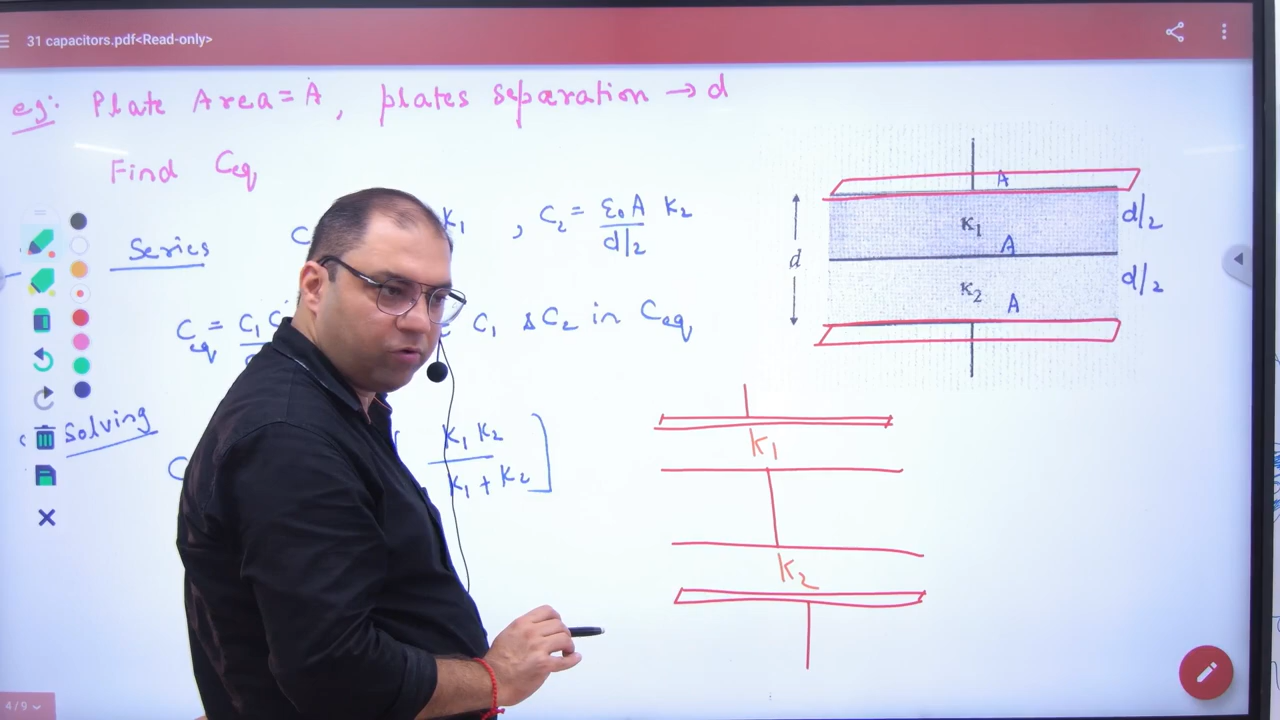 31 capacitors.pdf<Read-only>
eg:- Plate Area = A, plates separation → d
Find Ceq
Series C K1, C2 = ε0 A K2
d/2
Ceq = C1 C C1 & C2 in Ceq
Solving
C K1 K2
K1 + K2 ]
A
K1
A
d/2
d
K2
A
d/2
K1
K2
4/9